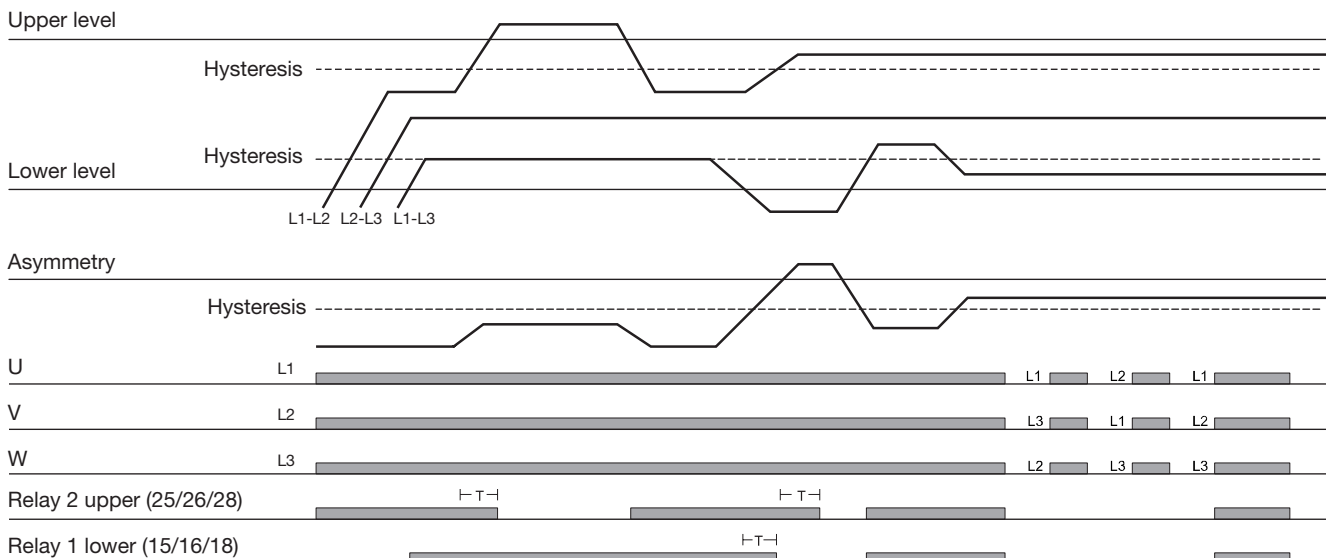 Upper level
Hysteresis
Hysteresis
Lower level
L1-L2 L2-L3 L1-L3
Asymmetry
Hysteresis
U L1 L1 L2 L1
V L2 L3 L1 L2
W L3 L2 L3 L3
Relay 2 upper (25/26/28) T T
Relay 1 lower (15/16/18) T